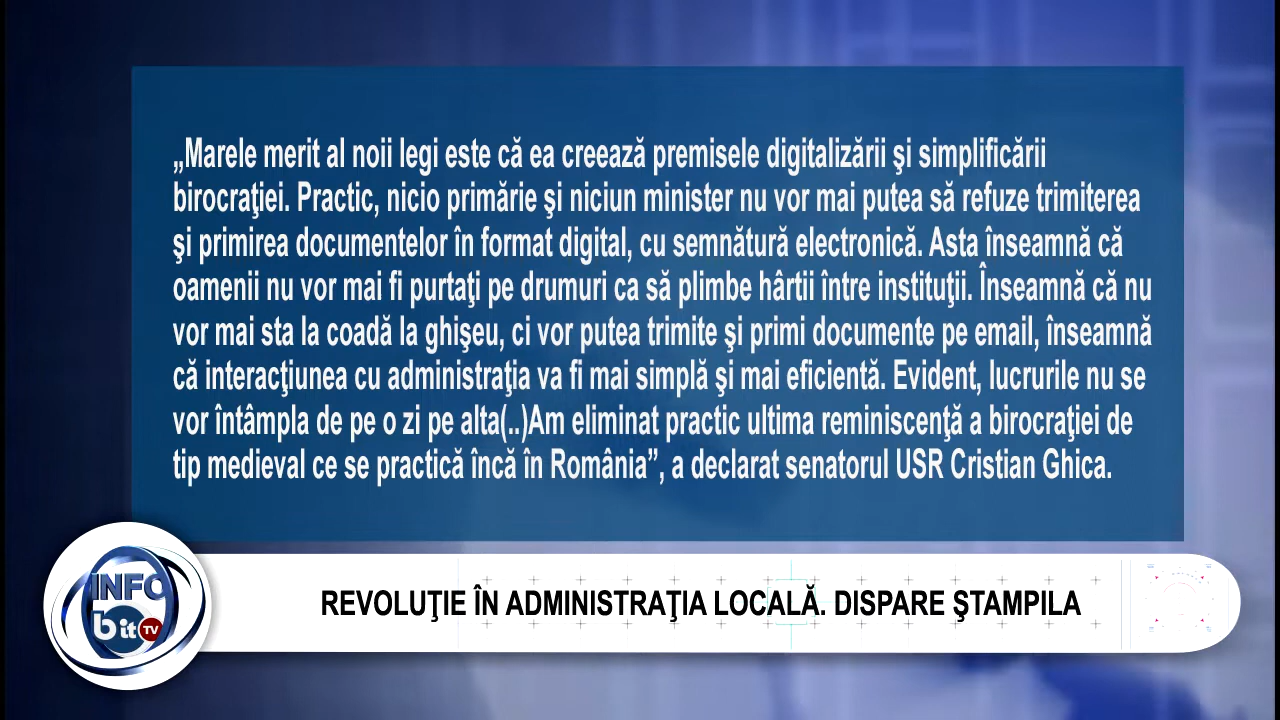 „Marele merit al noii legi este că ea creează premisele digitalizării şi simplificării
birocraţiei. Practic, nicio primărie şi niciun minister nu vor mai putea să refuze trimiterea
şi primirea documentelor în format digital, cu semnătură electronică. Asta înseamnă că
oamenii nu vor mai fi purtaţi pe drumuri ca să plimbe hârtii între instituţii. Înseamnă că nu
vor mai sta la coadă la ghişeu, ci vor putea trimite şi primi documente pe email, înseamnă
că interacţiunea cu administraţia va fi mai simplă şi mai eficientă. Evident, lucrurile nu se
vor întâmpla de pe o zi pe alta(..)Am eliminat practic ultima reminiscenţă a birocraţiei de
tip medieval ce se practică încă în România”, a declarat senatorul USR Cristian Ghica.
INFO
bit TV
REVOLUŢIE ÎN ADMINISTRAŢIA LOCALĂ. DISPARE ŞTAMPILA